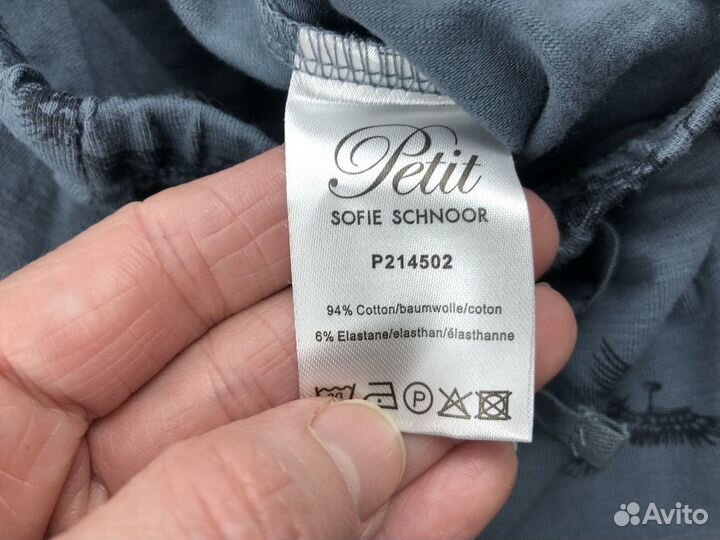 Petit
SOFIE SCHNOOR
P214502
94% Cotton/baumwolle/coton
6% Elastane/elasthan/élasthanne
P
Avito